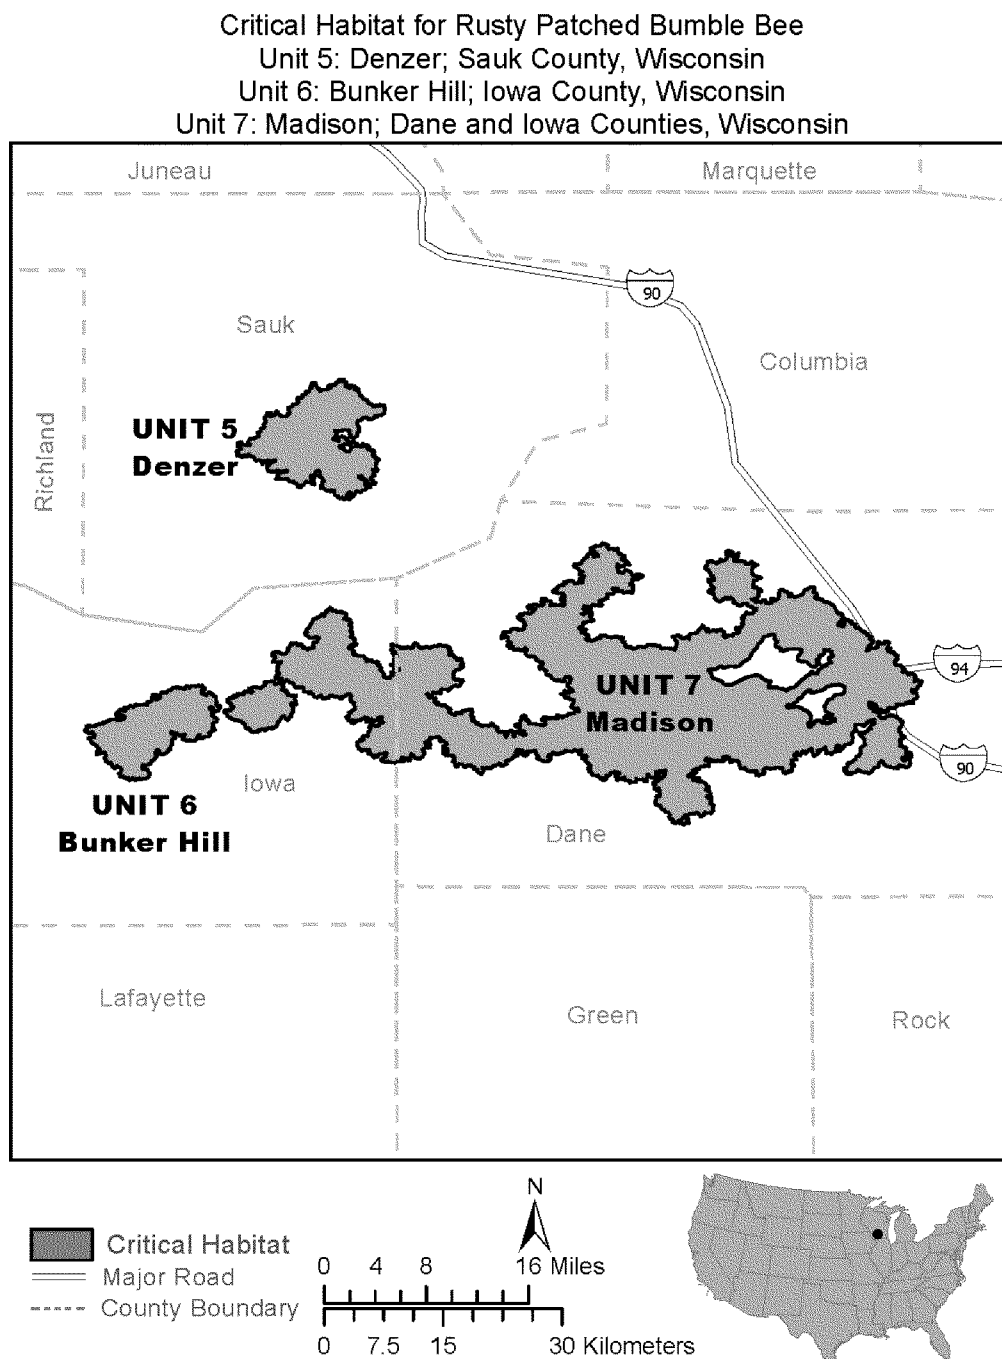 Critical Habitat for Rusty Patched Bumble Bee
Unit 5: Denzer; Sauk County, Wisconsin
Unit 6: Bunker Hill; Iowa County, Wisconsin
Unit 7: Madison; Dane and Iowa Counties, Wisconsin
Juneau
Marquette
90
Sauk
Columbia
Richland
UNIT 5
Denzer
94
UNIT 7
Madison
90
Iowa
UNIT 6
Bunker Hill
Dane
Lafayette
Green
Rock
N
Critical Habitat
Major Road
County Boundary
0 4 8 16 Miles
0 7.5 15 30 Kilometers